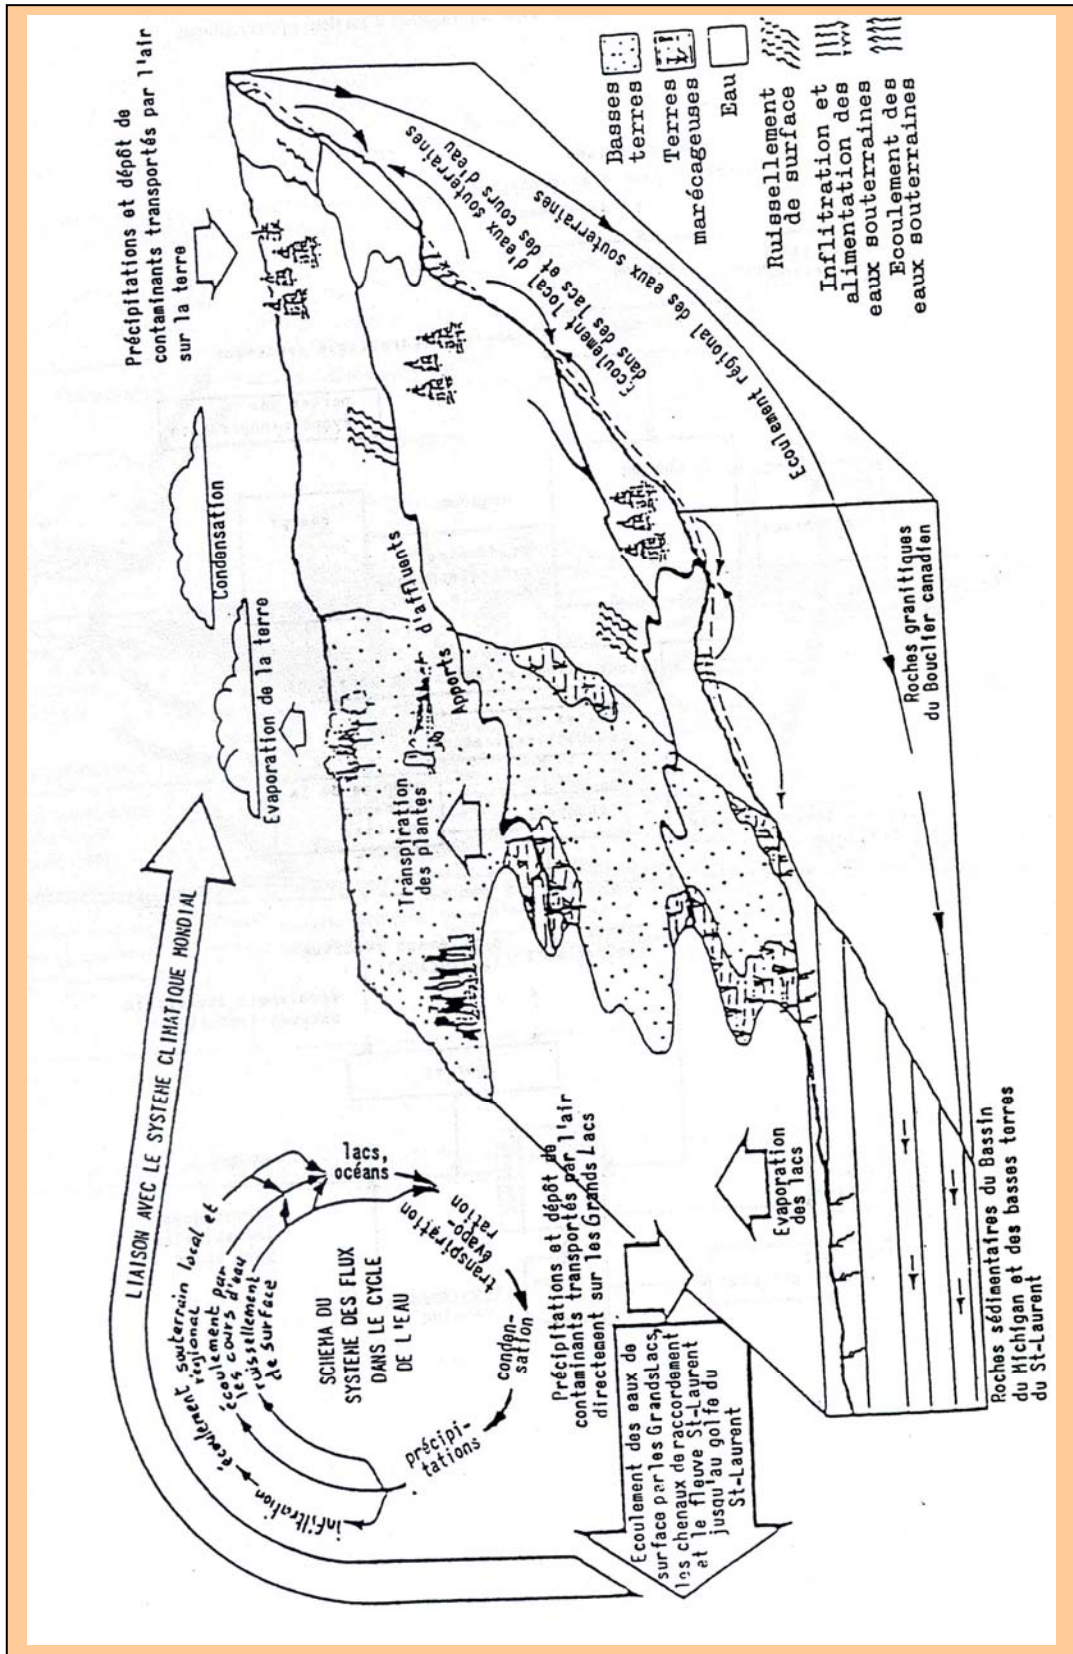 Précipitations et dépôt de
contaminants transportés par l'air
sur la terre
Condensation
Evaporation de la terre
LIAISON AVEC LE SYSTEME CLIMATIQUE MONDIAL
Transpiration
des plantes
Apports d'affluents
Ecoulement local d'eaux souterraines
dans des lacs et des cours d'eau
Ecoulement régional des eaux souterraines
Basses
terres
Terres
marécageuses
Eau
Ruissellement
de surface
Inflitration et
alimentation des
eaux souterraines
Ecoulement des
eaux souterraines
Roches granitiques
du Bouclier canadien
Roches sédimentaires du Bassin
du Michigan et des basses terres
du St-Laurent
Evaporation
des lacs
Précipitations et dépôt de
contaminants transportés par l'air
directement sur les Grands Lacs
Ecoulement des eaux de
surface par les Grands Lacs,
les chenaux de raccordement
et le fleuve St-Laurent
jusqu'au golfe du
St-Laurent
SCHEMA DU
SYSTEME DES FLUX
DANS LE CYCLE
DE L'EAU
lacs,
océans
transpiration
évapo-
ration
conden-
sation
précipi-
tations
infiltration
écoulement souterrain local et
régional
écoulement par
les cours d'eau
ruissellement
de surface